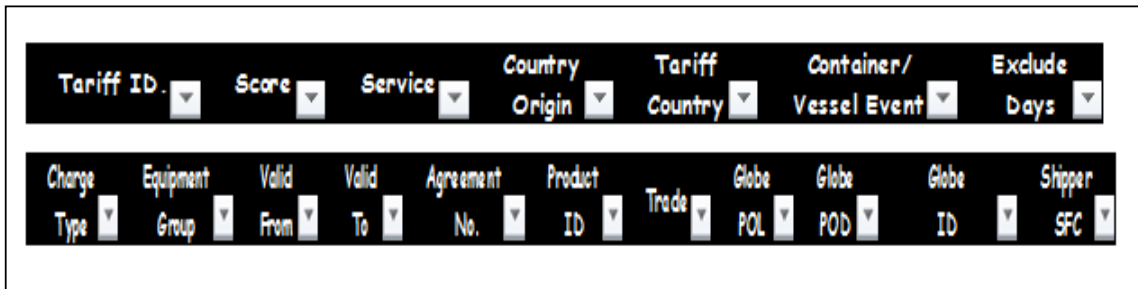 Tariff ID. Score Service Country Origin Tariff Country Container/ Vessel Event Exclude Days
Charge Type Equipment Group Valid From Valid To Agreement No. Product ID Trade Globe POL Globe POD Globe ID Shipper SFC